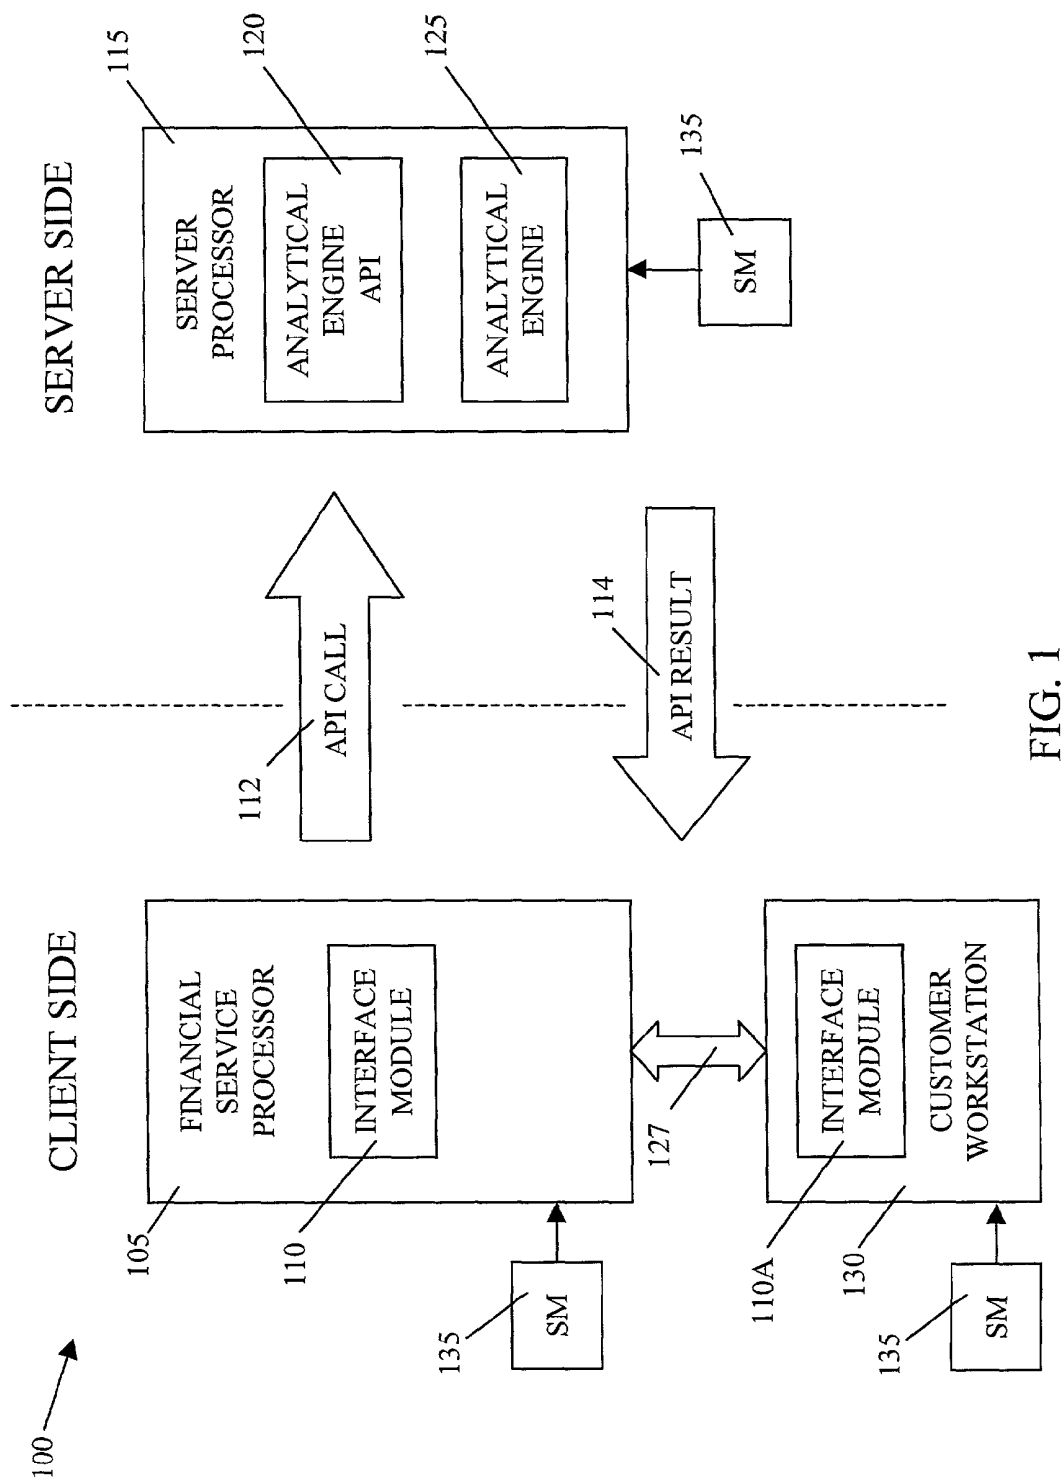 100
CLIENT SIDE
SERVER SIDE
105
FINANCIAL
SERVICE
PROCESSOR
110
INTERFACE
MODULE
135
SM
112
API CALL
114
API RESULT
115
SERVER
PROCESSOR
120
ANALYTICAL
ENGINE
API
125
ANALYTICAL
ENGINE
135
SM
127
110A
INTERFACE
MODULE
130
CUSTOMER
WORKSTATION
135
SM
FIG. 1